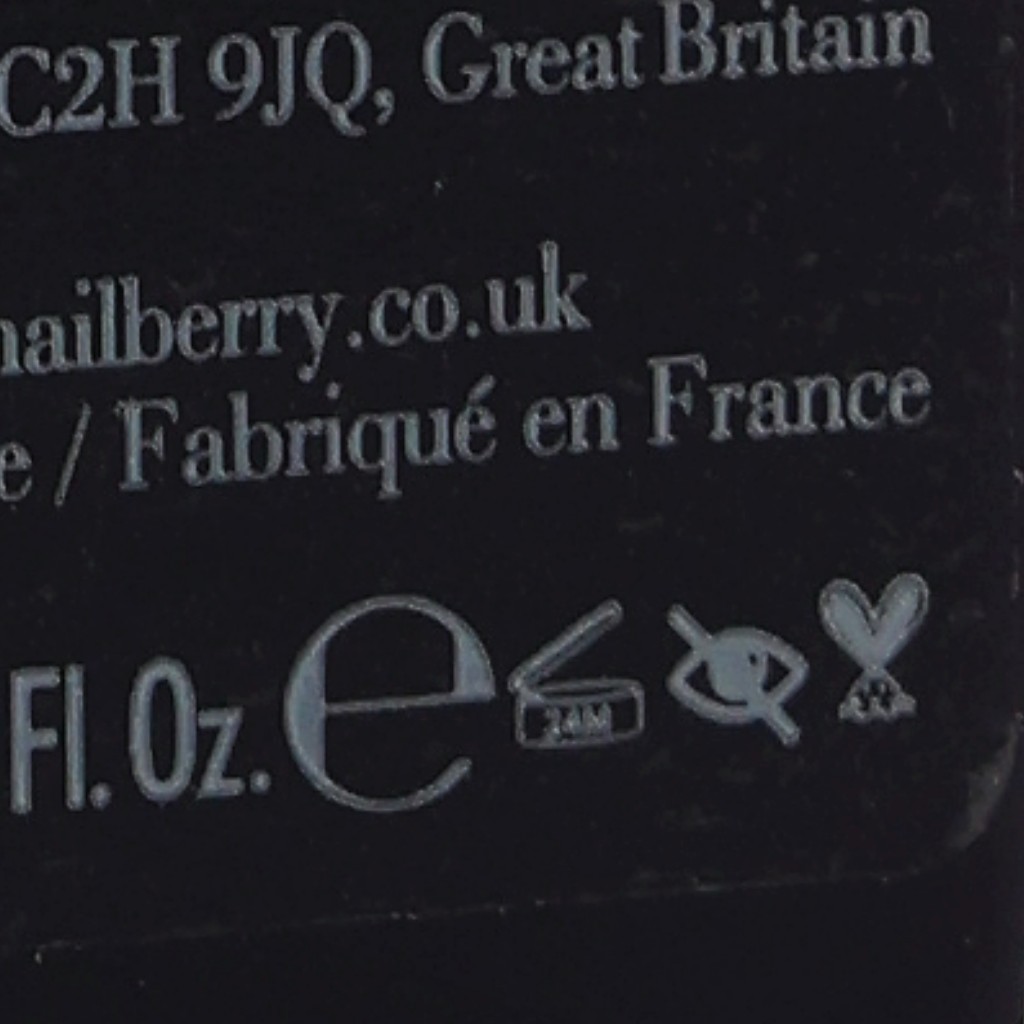 C2H 9JQ, Great Britain
nailberry.co.uk
e / Fabriqué en France
Fl. Oz. e 24M